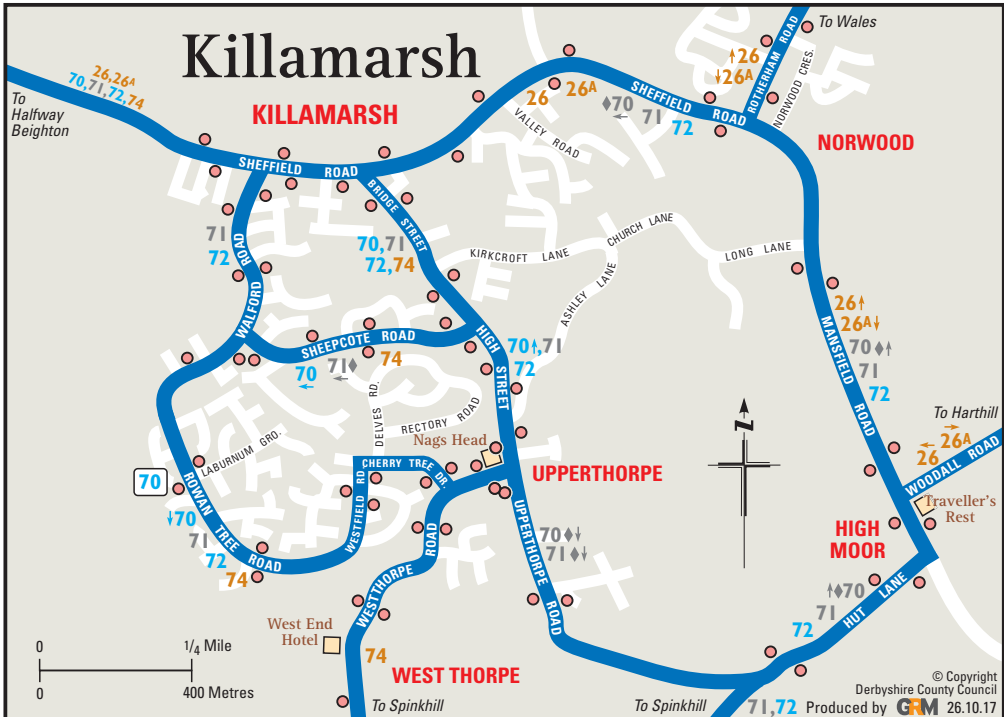 Killamarsh
To Wales
26,26A
70,71,72,74
To
Halfway
Beighton
KILLAMARSH
26
26A
♦70
←
71
72
SHEFFIELD ROAD
↑26
↓26A
ROTHERHAM ROAD
NORWOOD CRES.
VALLEY ROAD
NORWOOD
SHEFFIELD ROAD
BRIDGE STREET
71
72
WALFORD ROAD
70,71
72,74
KIRKCROFT LANE
CHURCH LANE
ASHLEY LANE
LONG LANE
26↑
26A↓
70♦↑
71
72
MANSFIELD ROAD
SHEEPCOTE ROAD
70
←
71♦
←
74
HIGH STREET
70↑,71
72
DELVES RD.
RECTORY ROAD
Nags Head
LABURNUM GRO.
70
↓70
71
72
74
ROWAN TREE ROAD
WESTFIELD RD
CHERRY TREE DR.
UPPERTHORPE
N
To Harthill
→
26A
←
26
WOODALL ROAD
Traveller's
Rest
HIGH
MOOR
UPPERTHORPE ROAD
70♦↓
71♦↓
WESTTHORPE ROAD
West End
Hotel
74
WEST THORPE
To Spinkhill
↑♦70
71
72
HUT LANE
To Spinkhill
71,72
0 1/4 Mile
0 400 Metres
© Copyright
Derbyshire County Council
Produced by GRM 26.10.17